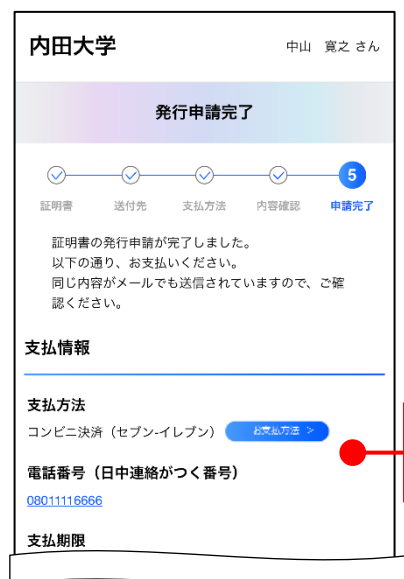 内田大学
中山　寛之 さん
発行申請完了
5
証明書 送付先 支払方法 内容確認 申請完了
証明書の発行申請が完了しました。
以下の通り、お支払いください。
同じ内容がメールでも送信されていますので、ご確
認ください。
支払情報
支払方法
コンビニ決済（セブン-イレブン） お支払方法 ＞
電話番号（日中連絡がつく番号）
08011116666
支払期限